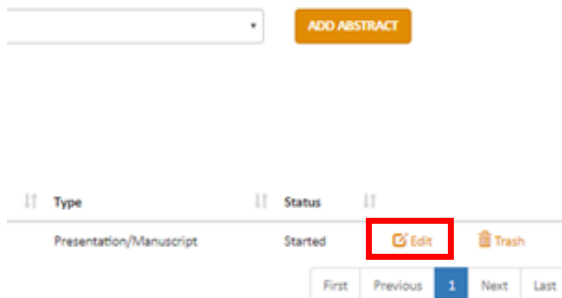 ADD ABSTRACT
Type Status
Presentation/Manuscript Started Edit Trash
First Previous 1 Next Last